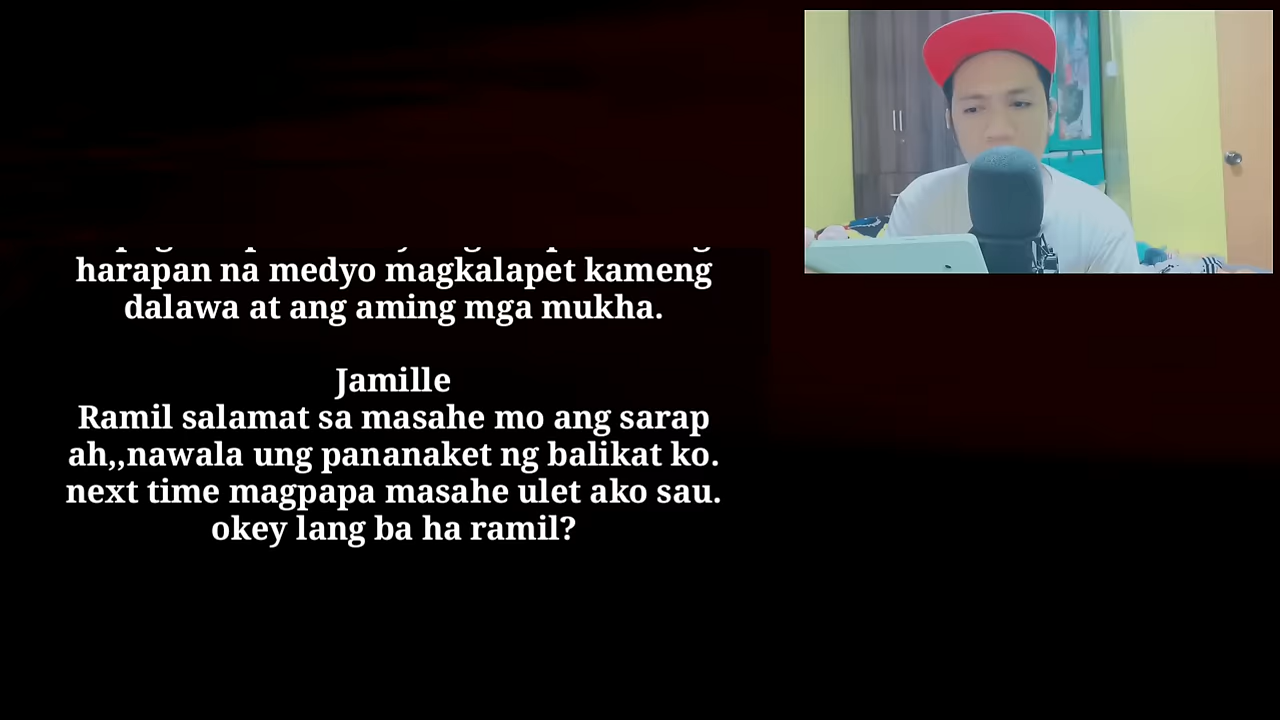 harapan na medyo magkalapet kameng
dalawa at ang aming mga mukha.
Jamille
Ramil salamat sa masahe mo ang sarap
ah,,nawala ung pananaket ng balikat ko.
next time magpapa masahe ulet ako sau.
okey lang ba ha ramil?